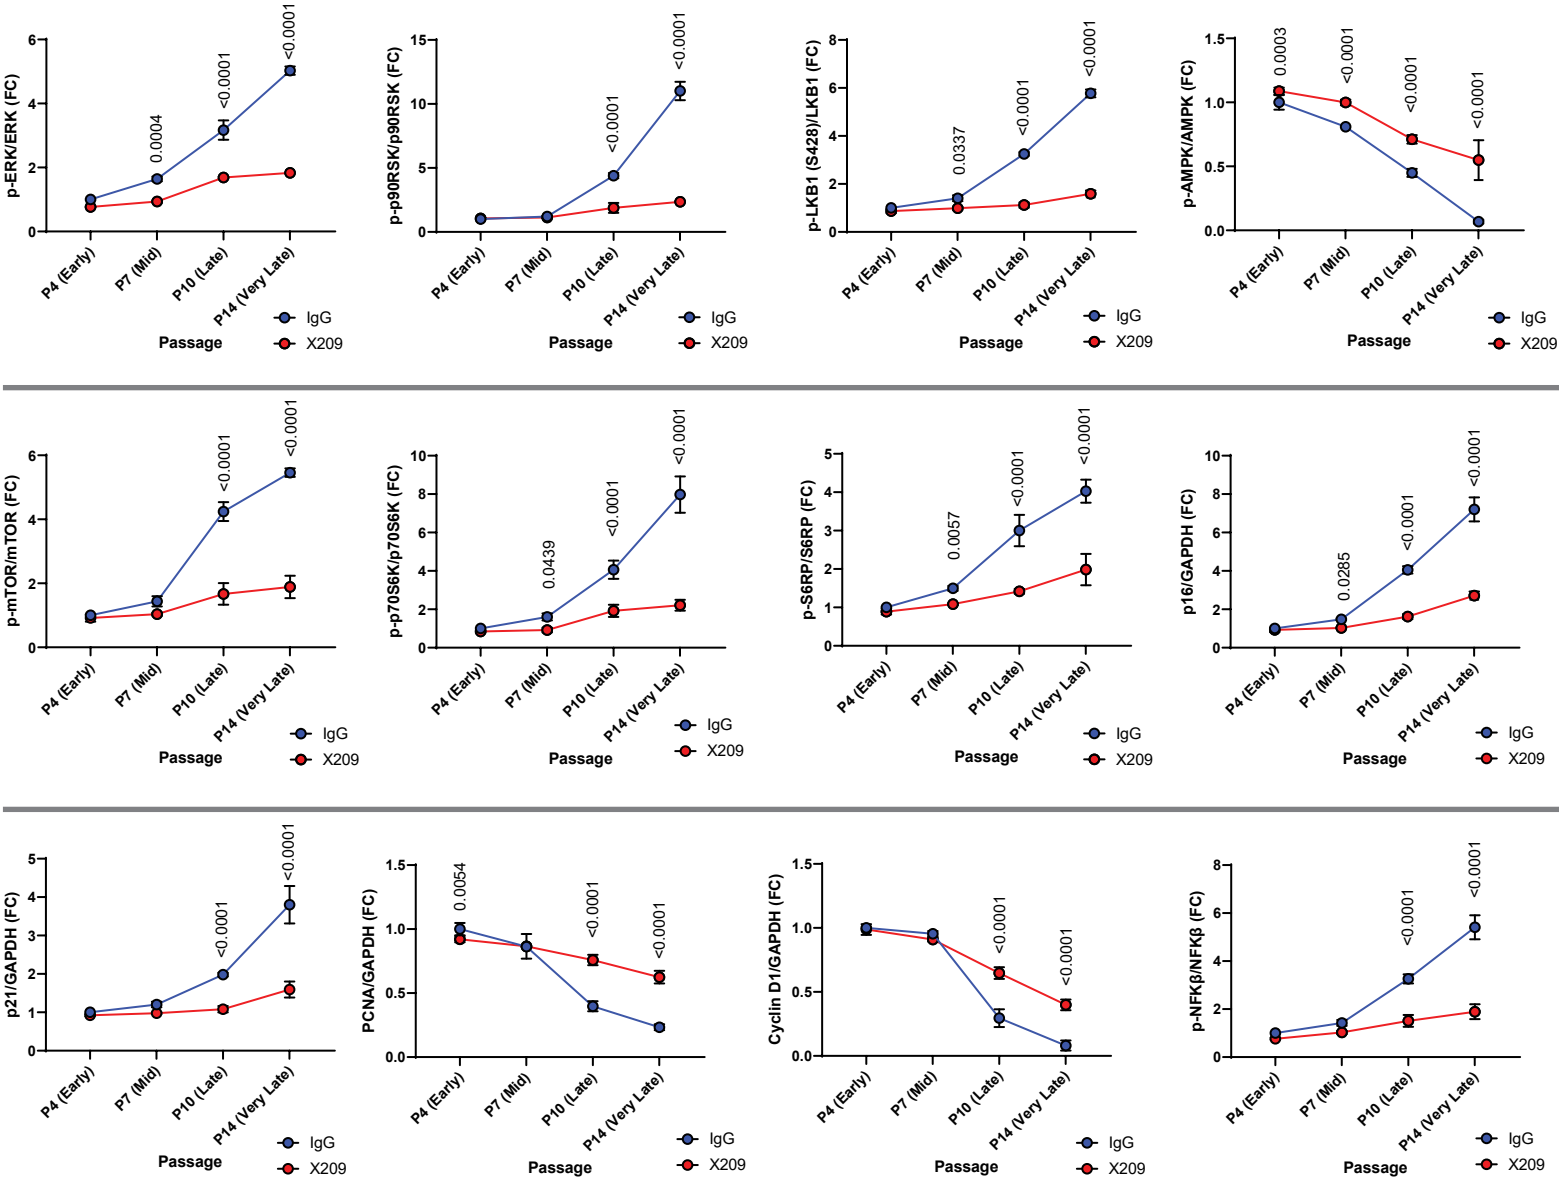 p-ERK/ERK (FC)
6
4
2
0
0.0004
<0.0001
<0.0001
P4 (Early)
P7 (Mid)
P10 (Late)
P14 (Very Late)
Passage
IgG
X209
p-p90RSK/p90RSK (FC)
15
10
5
0
<0.0001
<0.0001
P4 (Early)
P7 (Mid)
P10 (Late)
P14 (Very Late)
Passage
IgG
X209
p-LKB1 (S428)/LKB1 (FC)
8
6
4
2
0
0.0337
<0.0001
<0.0001
P4 (Early)
P7 (Mid)
P10 (Late)
P14 (Very Late)
Passage
IgG
X209
p-AMPK/AMPK (FC)
1.5
1.0
0.5
0.0
0.0003
<0.0001
<0.0001
<0.0001
P4 (Early)
P7 (Mid)
P10 (Late)
P14 (Very Late)
Passage
IgG
X209
p-mTOR/mTOR (FC)
6
4
2
0
<0.0001
<0.0001
P4 (Early)
P7 (Mid)
P10 (Late)
P14 (Very Late)
Passage
IgG
X209
p-p70S6K/p70S6K (FC)
10
8
6
4
2
0
0.0439
<0.0001
<0.0001
P4 (Early)
P7 (Mid)
P10 (Late)
P14 (Very Late)
Passage
IgG
X209
p-S6RP/S6RP (FC)
5
4
3
2
1
0
0.0057
<0.0001
<0.0001
P4 (Early)
P7 (Mid)
P10 (Late)
P14 (Very Late)
Passage
IgG
X209
p16/GAPDH (FC)
10
8
6
4
2
0
0.0285
<0.0001
<0.0001
P4 (Early)
P7 (Mid)
P10 (Late)
P14 (Very Late)
Passage
IgG
X209
p21/GAPDH (FC)
5
4
3
2
1
0
<0.0001
<0.0001
P4 (Early)
P7 (Mid)
P10 (Late)
P14 (Very Late)
Passage
IgG
X209
PCNA/GAPDH (FC)
1.5
1.0
0.5
0.0
0.0054
<0.0001
<0.0001
P4 (Early)
P7 (Mid)
P10 (Late)
P14 (Very Late)
Passage
IgG
X209
Cyclin D1/GAPDH (FC)
1.5
1.0
0.5
0.0
<0.0001
<0.0001
P4 (Early)
P7 (Mid)
P10 (Late)
P14 (Very Late)
Passage
IgG
X209
p-NFKβ/NFKβ (FC)
8
6
4
2
0
<0.0001
<0.0001
P4 (Early)
P7 (Mid)
P10 (Late)
P14 (Very Late)
Passage
IgG
X209